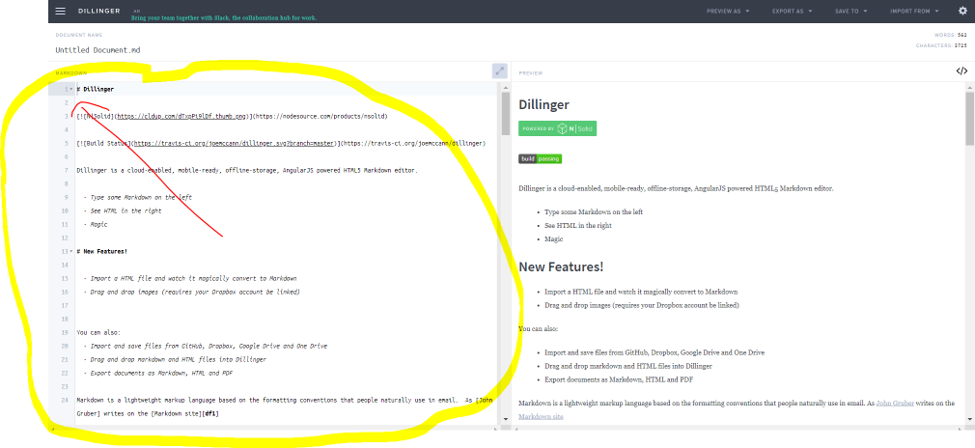 DILLINGER
Bring your team together with Slack, the collaboration hub for work.
PREVIEW AS
EXPORT AS
SAVE TO
IMPORT FROM
DOCUMENT NAME
Untitled Document.md
WORDS: 562
CHARACTERS: 3725
MARKDOWN
1 # Dillinger
2
3 [![N|Solid](https://cldup.com/dTxpPi9lDf.thumb.png)](https://nodesource.com/products/nsolid)
4
5 [![Build Status](https://travis-ci.org/joemccann/dillinger.svg?branch=master)](https://travis-ci.org/joemccann/dillinger)
6
7 Dillinger is a cloud-enabled, mobile-ready, offline-storage, AngularJS powered HTML5 Markdown editor.
8
9 - Type some Markdown on the left
10 - See HTML in the right
11 - Magic
12
13 # New Features!
14
15 - Import a HTML file and watch it magically convert to Markdown
16 - Drag and drop images (requires your Dropbox account be linked)
17
18
19 You can also:
20 - Import and save files from GitHub, Dropbox, Google Drive and One Drive
21 - Drag and drop markdown and HTML files into Dillinger
22 - Export documents as Markdown, HTML and PDF
23
24 Markdown is a lightweight markup language based on the formatting conventions that people naturally use in email. As [John
Gruber] writes on the [Markdown site][df1]
PREVIEW
</>
Dillinger
POWERED BY N|Solid
build passing
Dillinger is a cloud-enabled, mobile-ready, offline-storage, AngularJS powered HTML5 Markdown editor.
• Type some Markdown on the left
• See HTML in the right
• Magic
New Features!
• Import a HTML file and watch it magically convert to Markdown
• Drag and drop images (requires your Dropbox account be linked)
You can also:
• Import and save files from GitHub, Dropbox, Google Drive and One Drive
• Drag and drop markdown and HTML files into Dillinger
• Export documents as Markdown, HTML and PDF
Markdown is a lightweight markup language based on the formatting conventions that people naturally use in email. As John Gruber writes on the
Markdown site